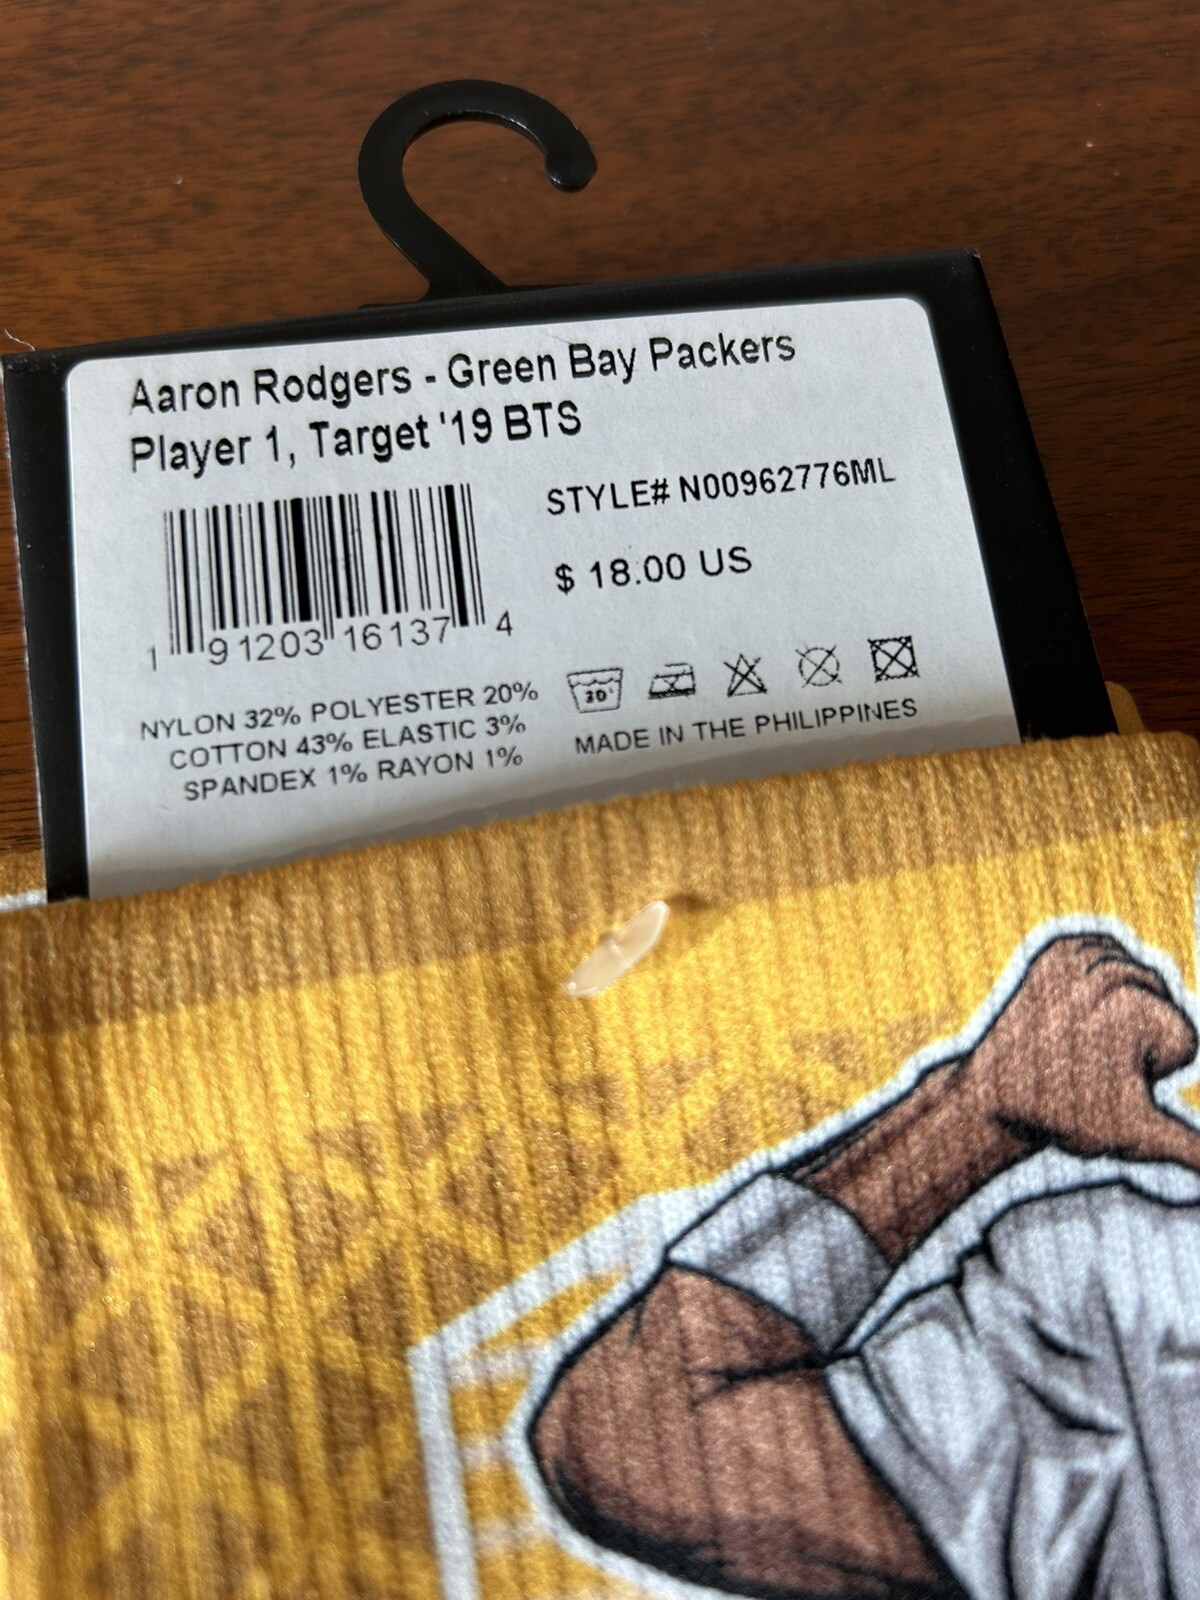 Aaron Rodgers - Green Bay Packers
Player 1, Target '19 BTS
STYLE# N00962776ML
$ 18.00 US
1 91203 16137 4
NYLON 32% POLYESTER 20%
COTTON 43% ELASTIC 3%
SPANDEX 1% RAYON 1%
30°
MADE IN THE PHILIPPINES